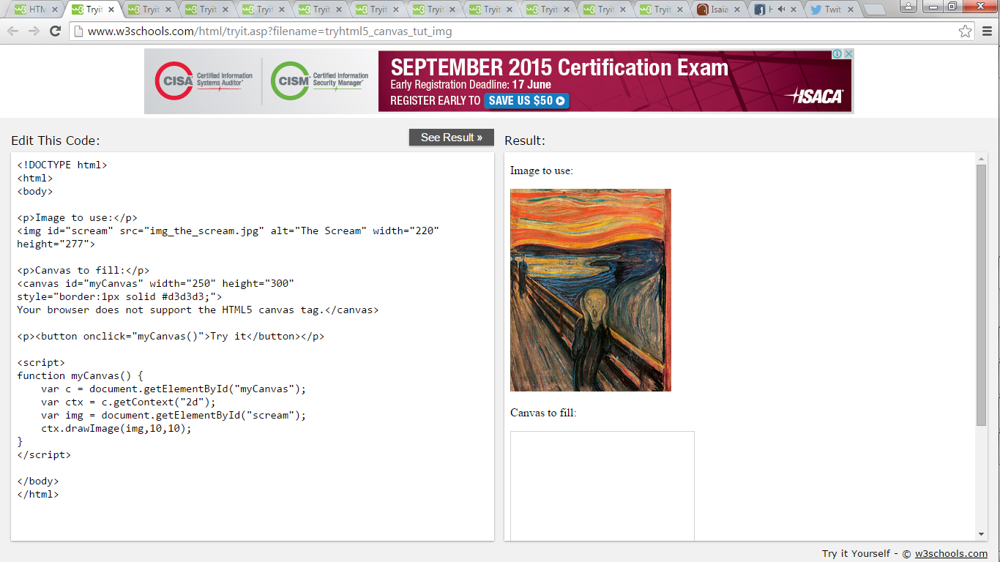 HTM
Tryit
Tryit
Tryit
Tryit
Tryit
Tryit
Tryit
Tryit
Tryit
Tryit
Tryit
Isaia
H
Twit
www.w3schools.com/html/tryit.asp?filename=tryhtml5_canvas_tut_img
CISA Certified Information Systems Auditor
CISM Certified Information Security Manager
SEPTEMBER 2015 Certification Exam
Early Registration Deadline: 17 June
REGISTER EARLY TO SAVE US $50
ISACA
Edit This Code:
See Result »
Result:
<!DOCTYPE html>
<html>
<body>
<p>Image to use:</p>
<img id="scream" src="img_the_scream.jpg" alt="The Scream" width="220"
height="277">
<p>Canvas to fill:</p>
<canvas id="myCanvas" width="250" height="300"
style="border:1px solid #d3d3d3;">
Your browser does not support the HTML5 canvas tag.</canvas>
<p><button onclick="myCanvas()">Try it</button></p>
<script>
function myCanvas() {
    var c = document.getElementById("myCanvas");
    var ctx = c.getContext("2d");
    var img = document.getElementById("scream");
    ctx.drawImage(img,10,10);
}
</script>
</body>
</html>
Image to use:
Canvas to fill:
Try it Yourself - © w3schools.com